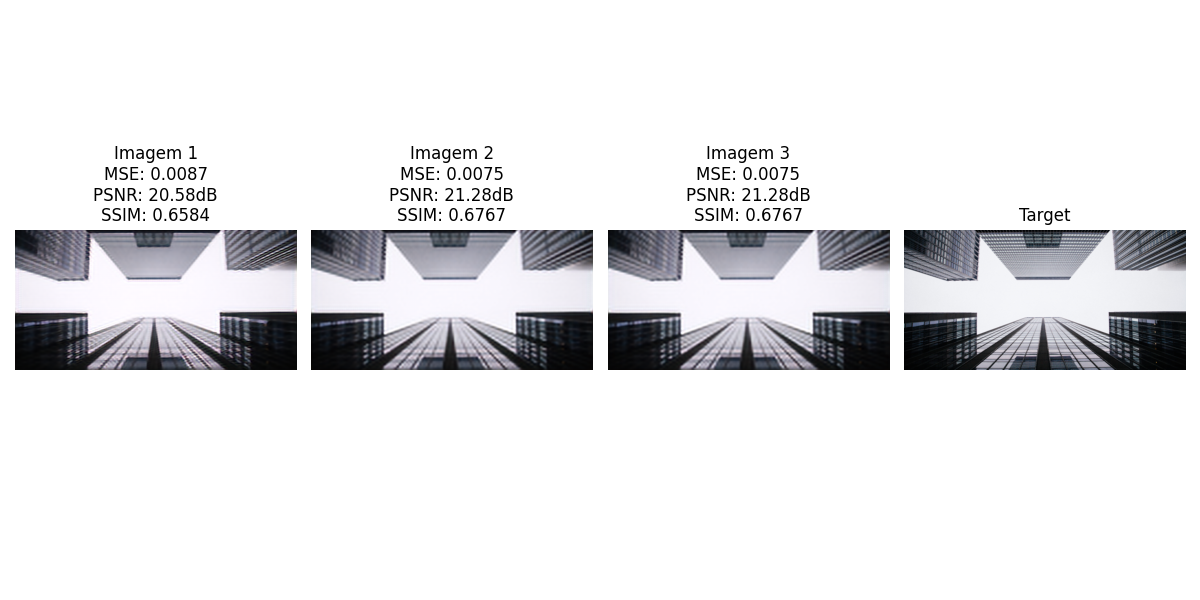 Imagem 1
MSE: 0.0087
PSNR: 20.58dB
SSIM: 0.6584
Imagem 2
MSE: 0.0075
PSNR: 21.28dB
SSIM: 0.6767
Imagem 3
MSE: 0.0075
PSNR: 21.28dB
SSIM: 0.6767
Target